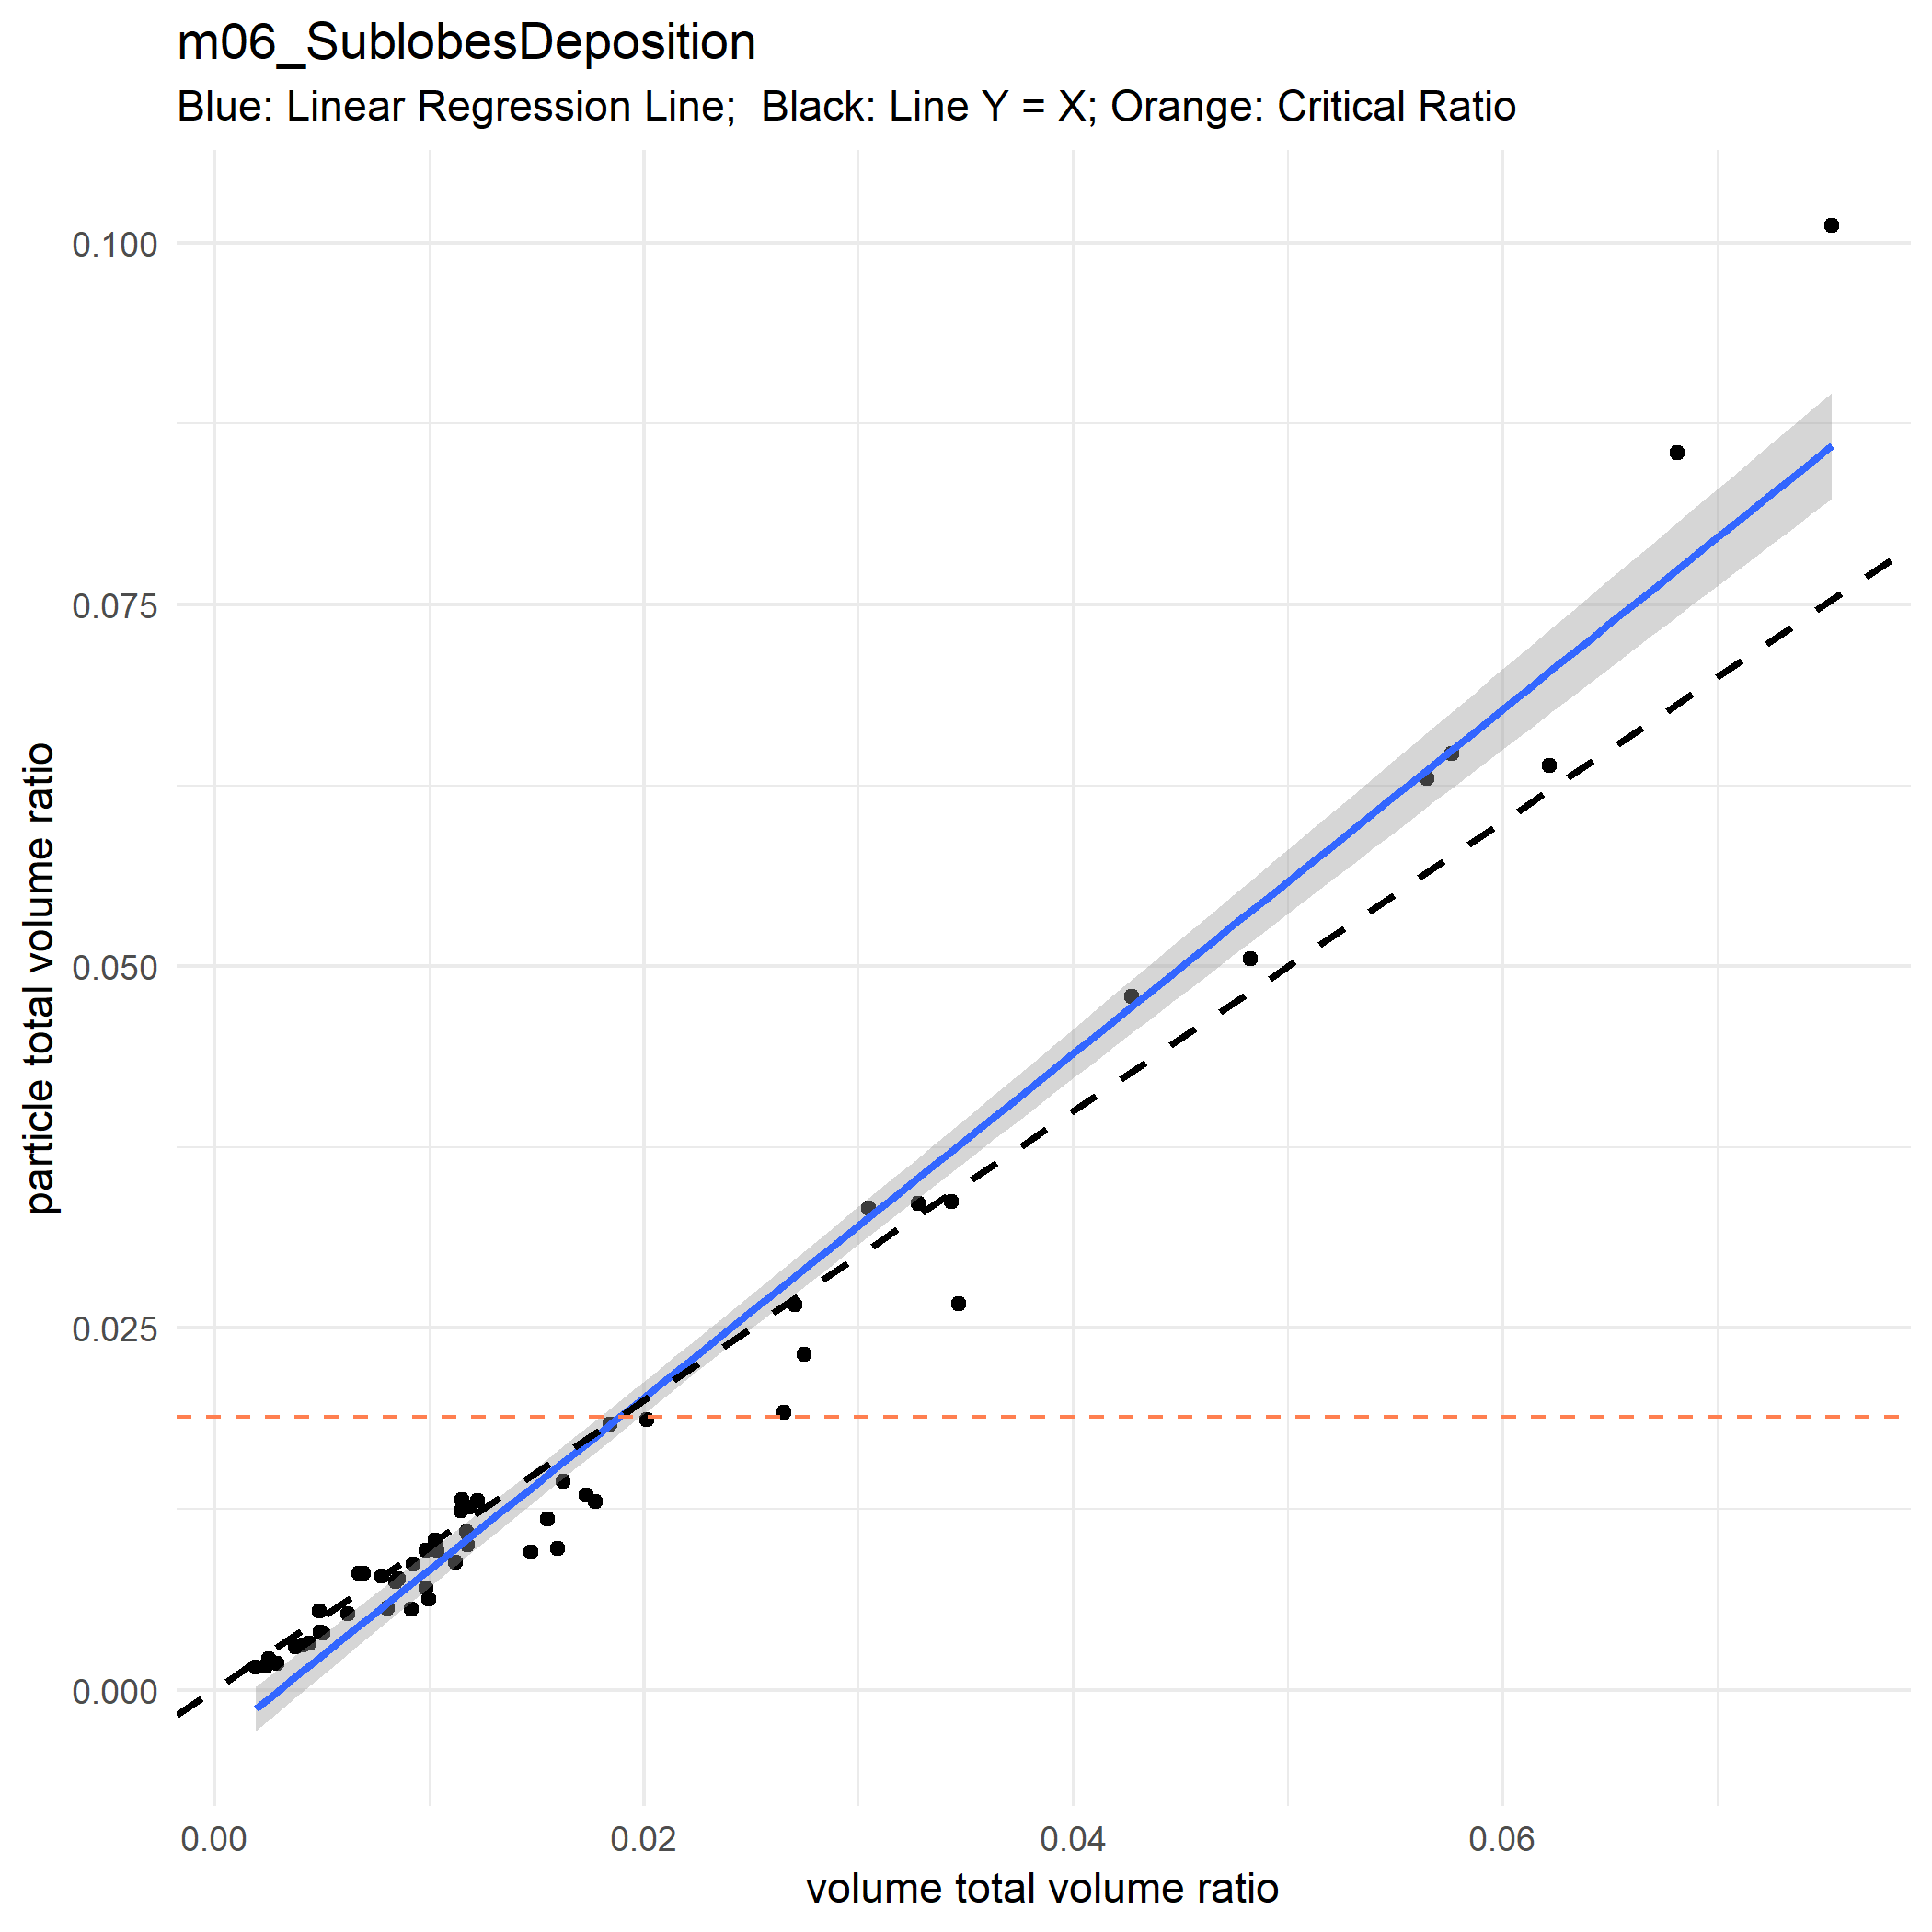 m06_SublobesDeposition
Blue: Linear Regression Line;  Black: Line Y = X; Orange: Critical Ratio
0.100
0.075
0.050
0.025
0.000
particle total volume ratio
0.00 0.02 0.04 0.06
volume total volume ratio